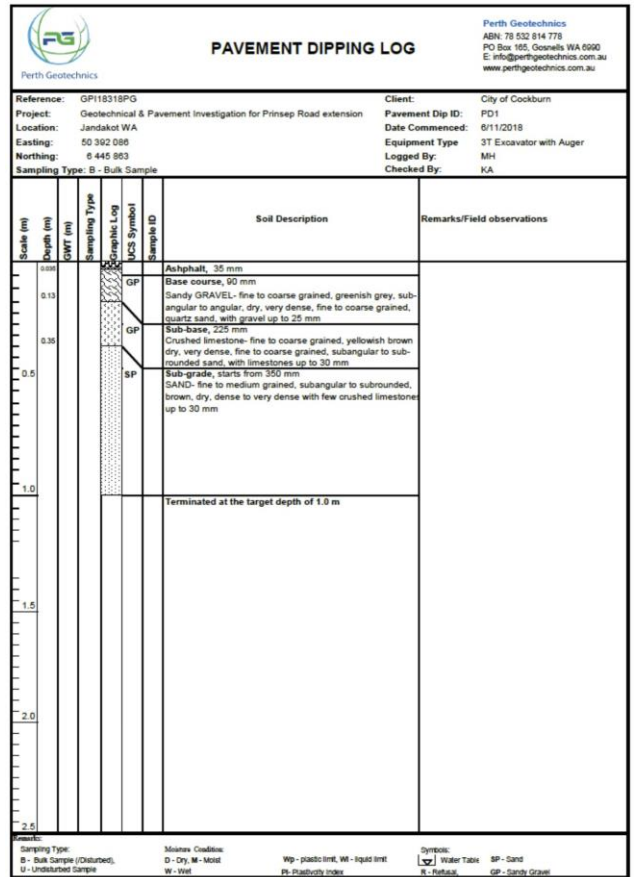 PG
Perth Geotechnics
PAVEMENT DIPPING LOG
Perth Geotechnics
ABN: 78 532 814 778
PO Box 165, Gosnells WA 6990
E: info@perthgeotechnics.com.au
www.perthgeotechnics.com.au
Reference: GPI18318PG
Client: City of Cockburn
Project: Geotechnical & Pavement Investigation for Prinsep Road extension
Pavement Dip ID: PD1
Location: Jandakot WA
Date Commenced: 6/11/2018
Easting: 50 392 086
Equipment Type 3T Excavator with Auger
Northing: 6 445 863
Logged By: MH
Sampling Type: B - Bulk Sample
Checked By: KA
Scale (m)
Depth (m)
GWT (m)
Sampling Type
Graphic Log
UCS Symbol
Sample ID
Soil Description
Remarks/Field observations
0.035
Ashphalt, 35 mm
GP
Base course, 90 mm
0.13
Sandy GRAVEL- fine to coarse grained, greenish grey, sub-
angular to angular, dry, very dense, fine to coarse grained,
quartz sand, with gravel up to 25 mm
GP
Sub-base, 225 mm
0.35
Crushed limestone- fine to coarse grained, yellowish brown
dry, very dense, fine to coarse grained, subangular to sub-
rounded sand, with limestones up to 30 mm
0.5
SP
Sub-grade, starts from 350 mm
SAND- fine to medium grained, subangular to subrounded,
brown, dry, dense to very dense with few crushed limestones
up to 30 mm
1.0
Terminated at the target depth of 1.0 m
1.5
2.0
2.5
Remarks:
Sampling Type:
B - Bulk Sample (/Disturbed),
U - Undisturbed Sample
Moisture Condition:
D - Dry, M - Moist
W - Wet
Wp - plastic limit, Wl - liquid limit
PI- Plastivity Index
Symbols:
Water Table
SP - Sand
R - Refusal,
GP - Sandy Gravel